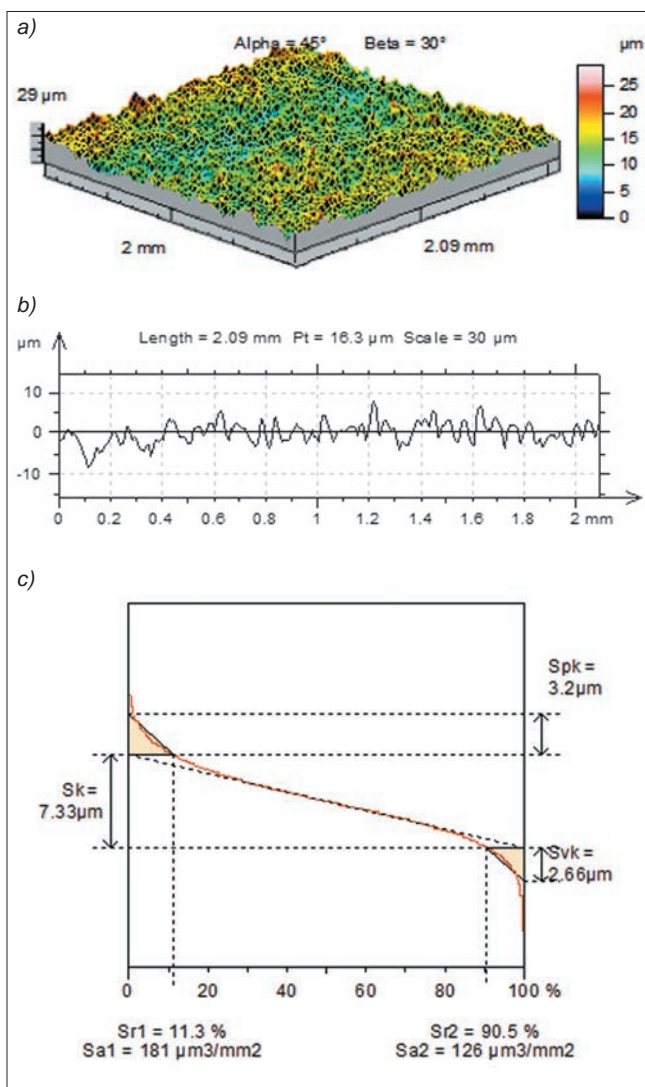 a)
Alpha = 45° Beta = 30°
µm
29 µm
25
20
15
10
5
0
2 mm
2.09 mm
b)
µm
Length = 2.09 mm Pt = 16.3 µm Scale = 30 µm
10
0
-10
0 0.2 0.4 0.6 0.8 1 1.2 1.4 1.6 1.8 2 mm
c)
Spk =
3.2µm
Sk=
7.33µm
Svk =
2.66µm
0 20 40 60 80 100 %
Sr1 = 11.3 %
Sa1 = 181 µm3/mm2
Sr2 = 90.5 %
Sa2 = 126 µm3/mm2